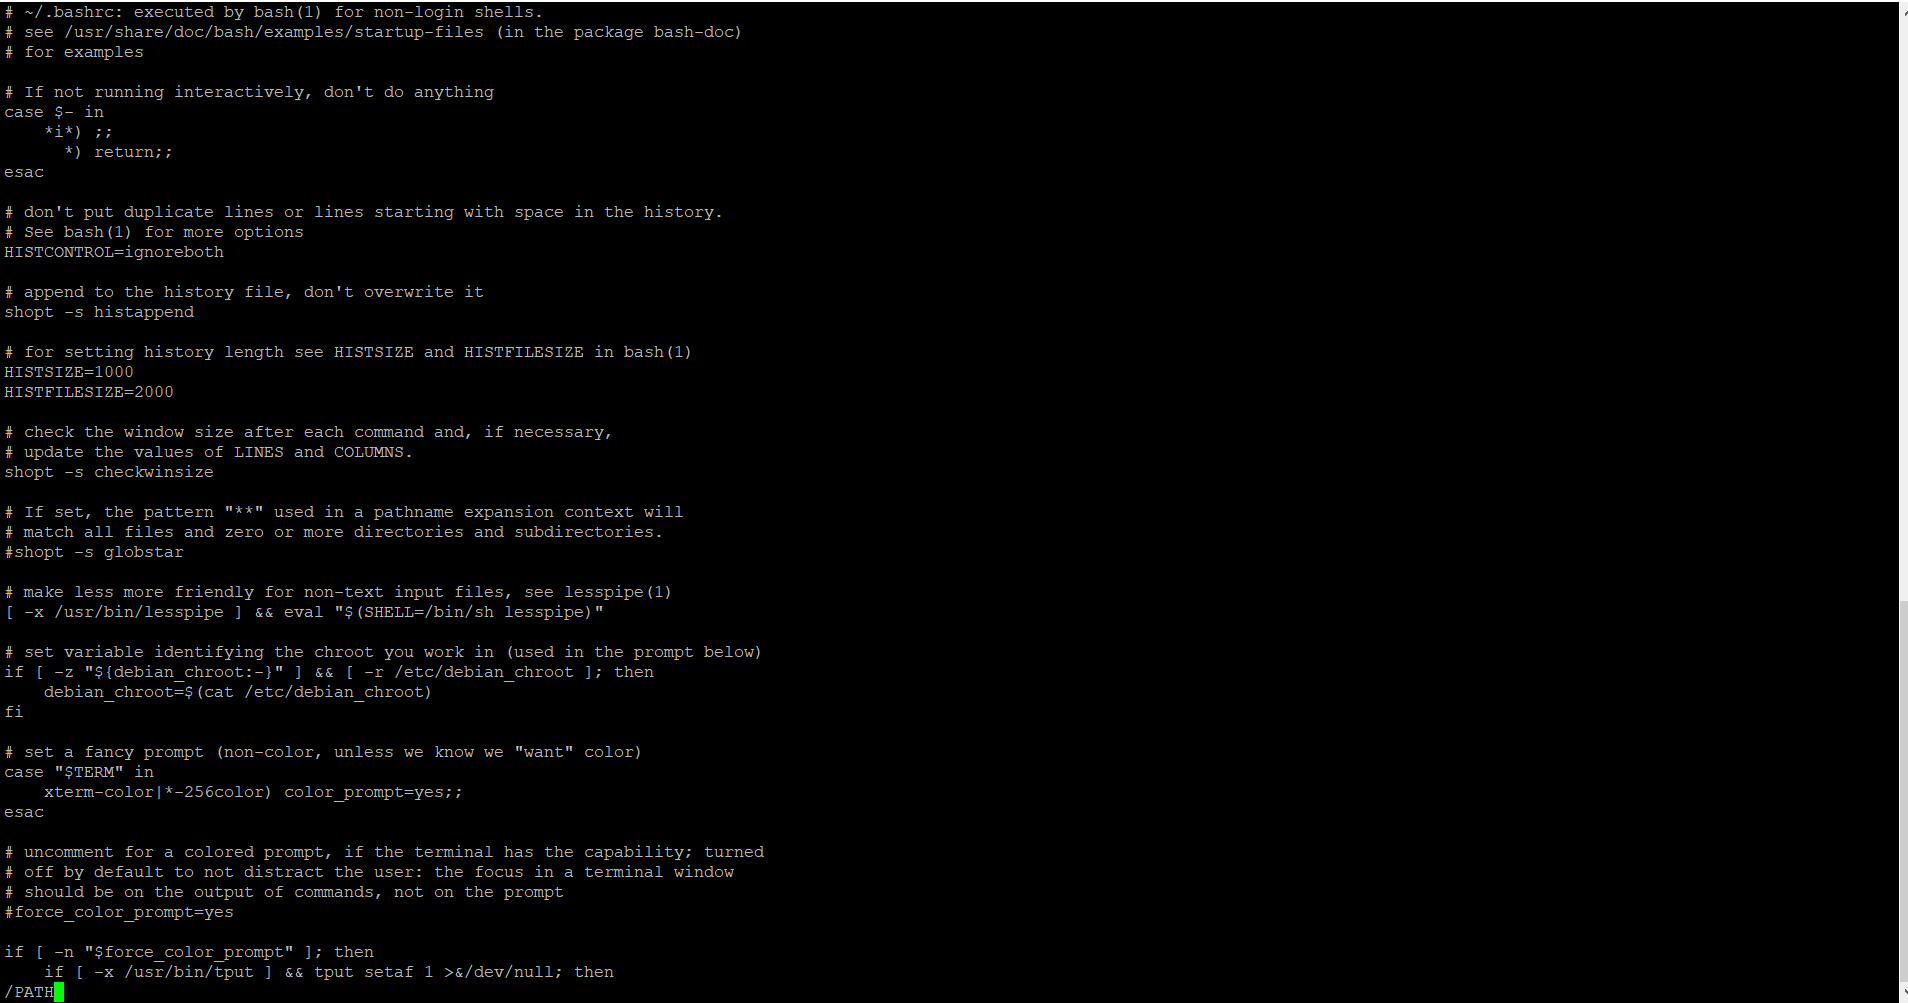 # ~/.bashrc: executed by bash(1) for non-login shells.
# see /usr/share/doc/bash/examples/startup-files (in the package bash-doc)
# for examples

# If not running interactively, don't do anything
case $- in
    *i*) ;;
      *) return;;
esac

# don't put duplicate lines or lines starting with space in the history.
# See bash(1) for more options
HISTCONTROL=ignoreboth

# append to the history file, don't overwrite it
shopt -s histappend

# for setting history length see HISTSIZE and HISTFILESIZE in bash(1)
HISTSIZE=1000
HISTFILESIZE=2000

# check the window size after each command and, if necessary,
# update the values of LINES and COLUMNS.
shopt -s checkwinsize

# If set, the pattern "**" used in a pathname expansion context will
# match all files and zero or more directories and subdirectories.
#shopt -s globstar

# make less more friendly for non-text input files, see lesspipe(1)
[ -x /usr/bin/lesspipe ] && eval "$(SHELL=/bin/sh lesspipe)"

# set variable identifying the chroot you work in (used in the prompt below)
if [ -z "${debian_chroot:-}" ] && [ -r /etc/debian_chroot ]; then
    debian_chroot=$(cat /etc/debian_chroot)
fi

# set a fancy prompt (non-color, unless we know we "want" color)
case "$TERM" in
    xterm-color|*-256color) color_prompt=yes;;
esac

# uncomment for a colored prompt, if the terminal has the capability; turned
# off by default to not distract the user: the focus in a terminal window
# should be on the output of commands, not on the prompt
#force_color_prompt=yes

if [ -n "$force_color_prompt" ]; then
    if [ -x /usr/bin/tput ] && tput setaf 1 >&/dev/null; then
/PATH